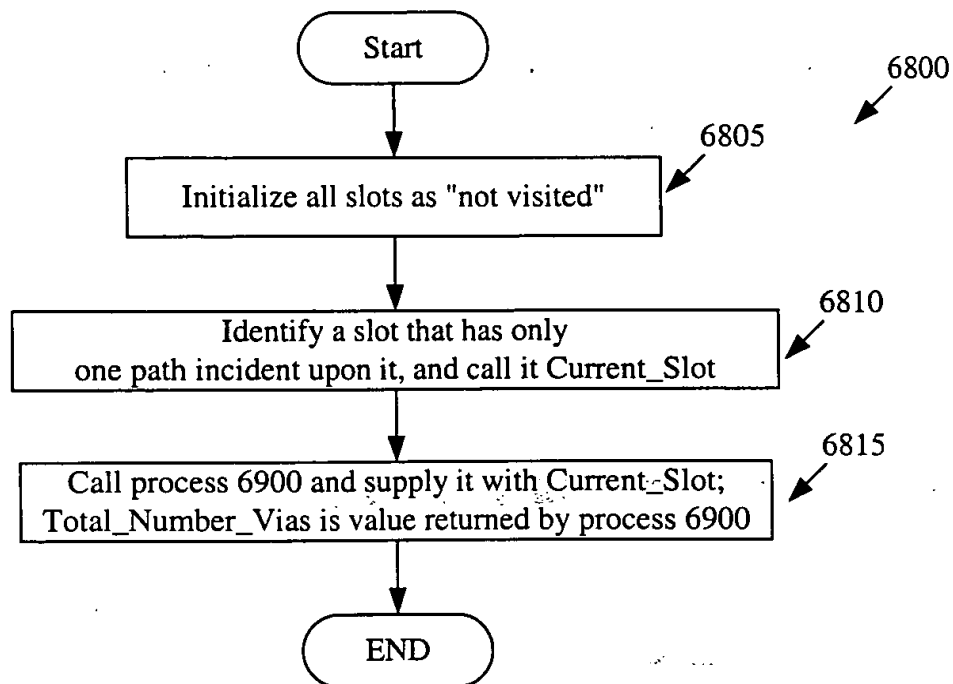 Start
6800
6805
Initialize all slots as "not visited"
6810
Identify a slot that has only
one path incident upon it, and call it Current_Slot
6815
Call process 6900 and supply it with Current_Slot;
Total_Number_Vias is value returned by process 6900
END